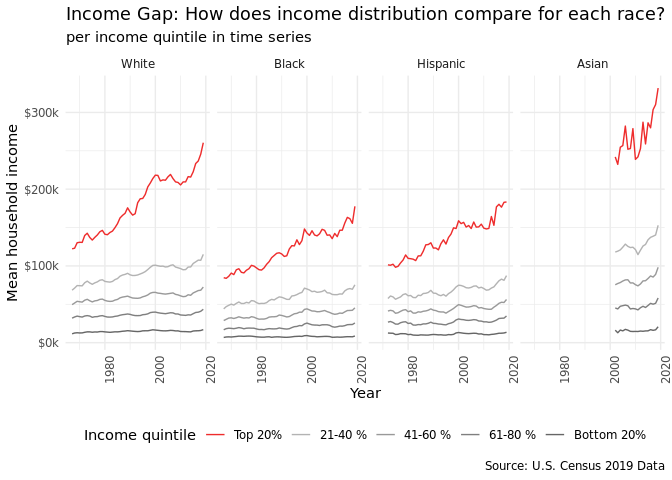 Income Gap: How does income distribution compare for each race?
per income quintile in time series
White Black Hispanic Asian
Mean household income
$300k
$200k
$100k
$0k
1980 2000 2020 1980 2000 2020 1980 2000 2020 1980 2000 2020
Year
Income quintile Top 20% 21-40 % 41-60 % 61-80 % Bottom 20%
Source: U.S. Census 2019 Data